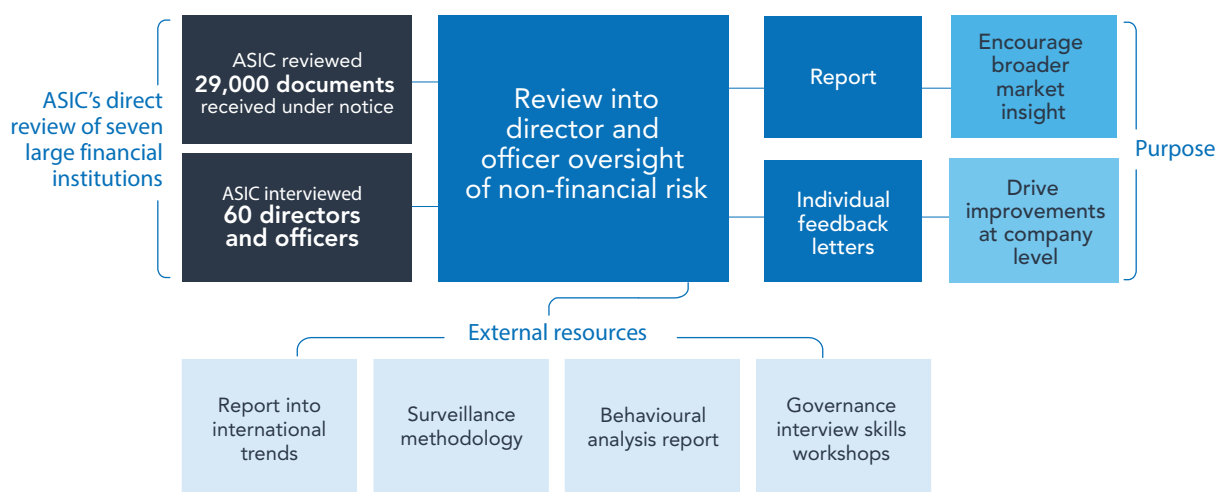 ASIC's direct
review of seven
large financial
institutions
ASIC reviewed
29,000 documents
received under notice
ASIC interviewed
60 directors
and officers
Review into
director and
officer oversight
of non-financial risk
Report
Individual
feedback
letters
Encourage
broader
market
insight
Drive
improvements
at company
level
Purpose
External resources
Report into
international
trends
Surveillance
methodology
Behavioural
analysis report
Governance
interview skills
workshops